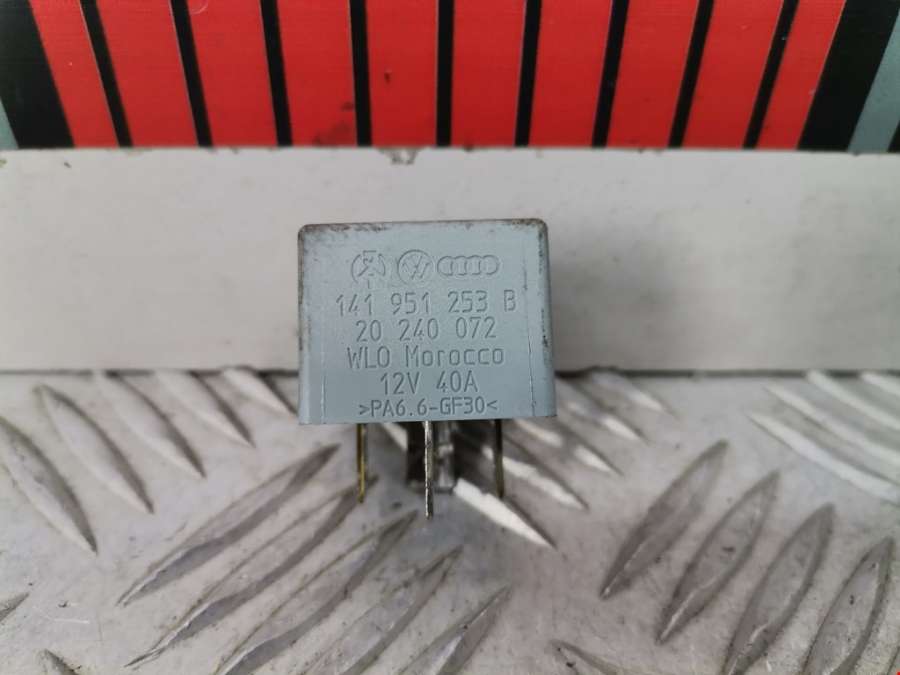 141 951 253 B
20 240 072
WLO Morocco
12V 40A
>PA6.6-GF30<